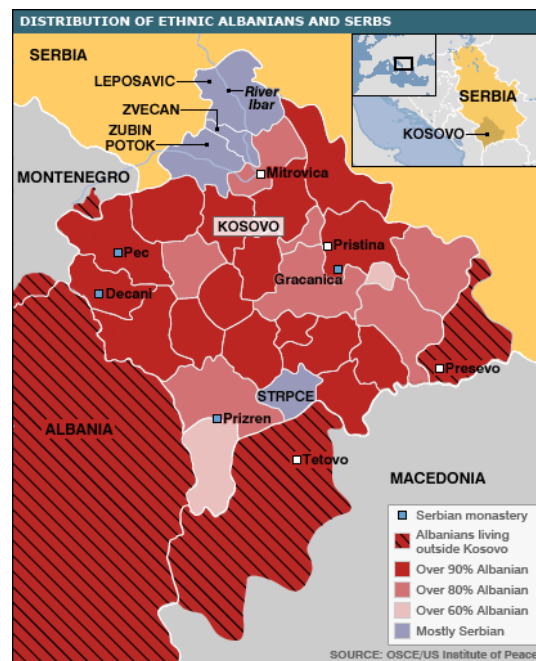 DISTRIBUTION OF ETHNIC ALBANIANS AND SERBS
SERBIA
LEPOSAVIC
River
Ibar
ZVECAN
ZUBIN
POTOK
SERBIA
KOSOVO
MONTENEGRO
Mitrovica
KOSOVO
Pec
Pristina
Gracanica
Decani
Presevo
STRPCE
Prizren
ALBANIA
Tetovo
MACEDONIA
Serbian monastery
Albanians living
outside Kosovo
Over 90% Albanian
Over 80% Albanian
Over 60% Albanian
Mostly Serbian
SOURCE: OSCE/US Institute of Peace